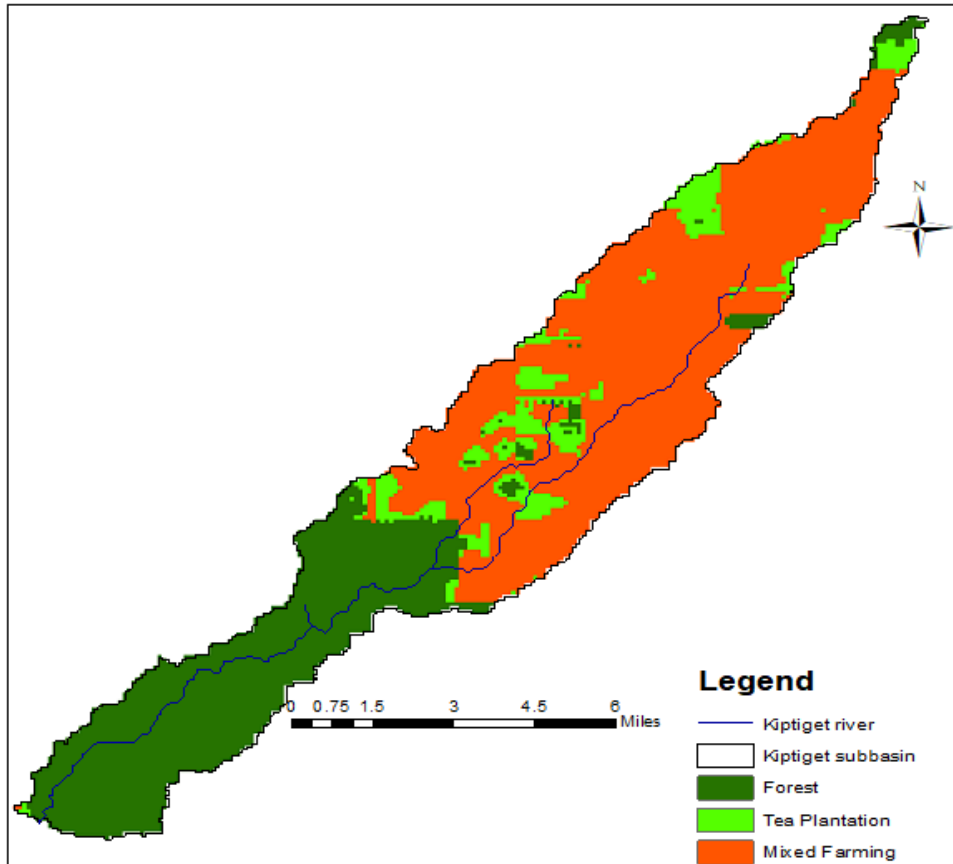 N
0 0.75 1.5 3 4.5 6
Miles
Legend
Kiptiget river
Kiptiget subbasin
Forest
Tea Plantation
Mixed Farming